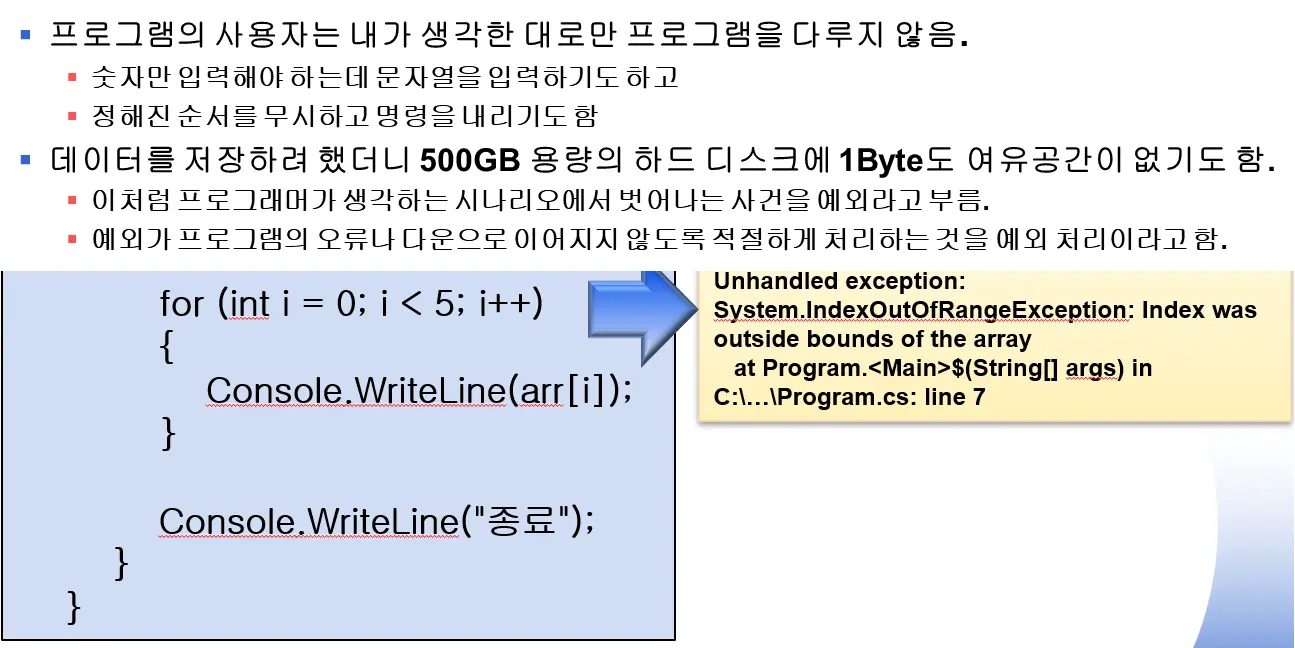 프로그램의 사용자는 내가 생각한 대로만 프로그램을 다루지 않음.
숫자만 입력해야 하는데 문자열을 입력하기도 하고
정해진 순서를 무시하고 명령을 내리기도 함
데이터를 저장하려 했더니 500GB 용량의 하드 디스크에 1Byte도 여유공간이 없기도 함.
이처럼 프로그래머가 생각하는 시나리오에서 벗어나는 사건을 예외라고 부름.
예외가 프로그램의 오류나 다운으로 이어지지 않도록 적절하게 처리하는 것을 예외 처리이라고 함.
for (int i = 0; i < 5; i++)
{
Console.WriteLine(arr[i]);
}
Console.WriteLine("종료");
}
}
Unhandled exception:
System.IndexOutOfRangeException: Index was
outside bounds of the array
at Program.<Main>$(String[] args) in
C:\…\Program.cs: line 7